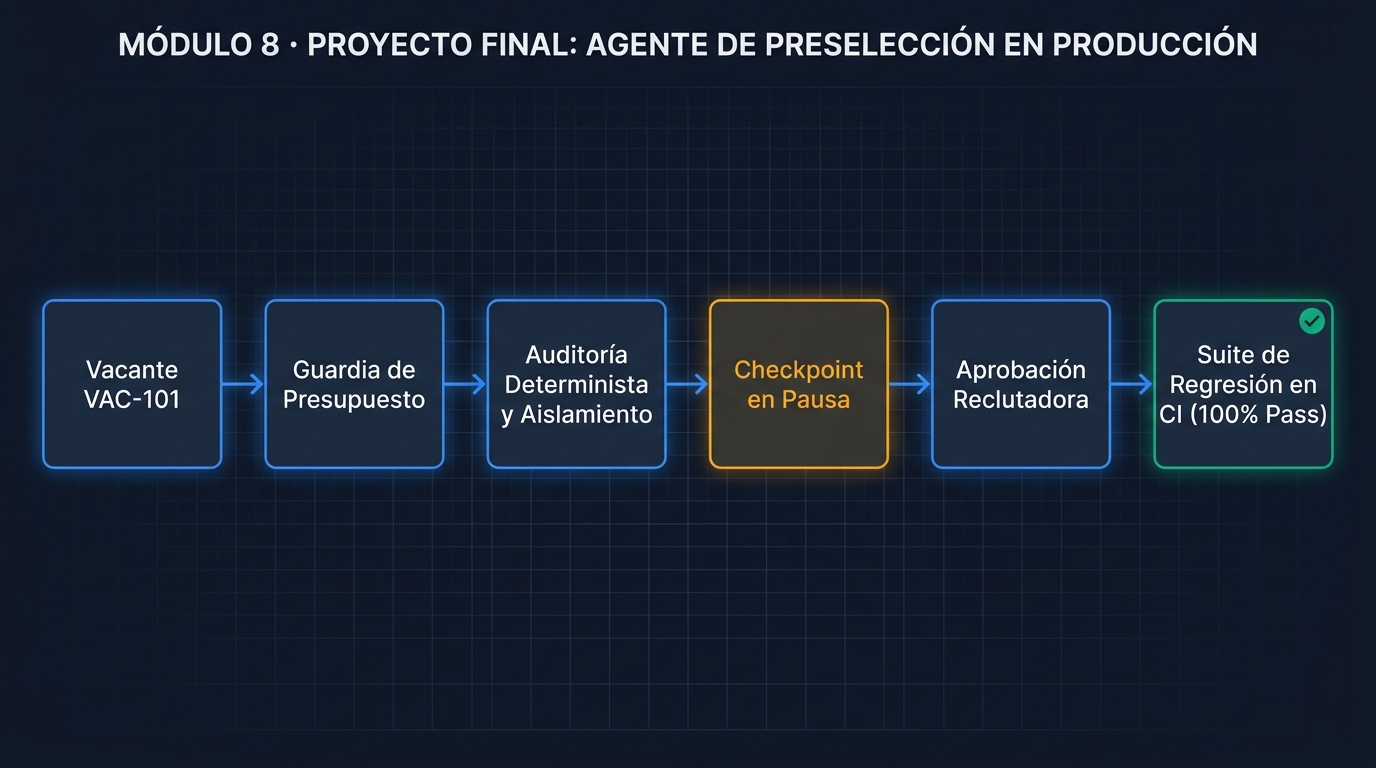 MÓDULO 8 · PROYECTO FINAL: AGENTE DE PRESELECCIÓN EN PRODUCCIÓN
Vacante
VAC-101
Guardia de
Presupuesto
Auditoría
Determinista
y Aislamiento
Checkpoint
en Pausa
Aprobación
Reclutadora
Suite de
Regresión en
CI (100% Pass)